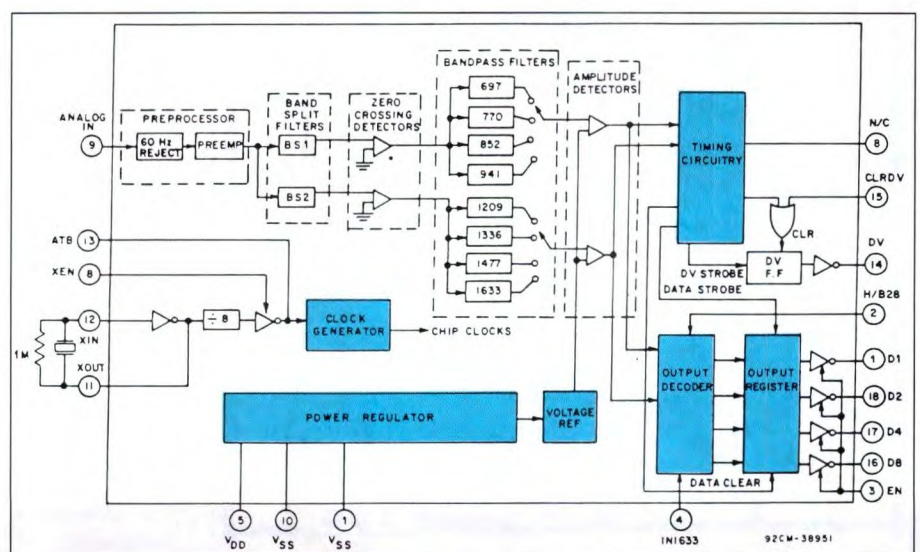 BANDPASS FILTERS
AMPLITUDE
DETECTORS
697
770
852
941
1209
1336
1477
1633
BAND
SPLIT
FILTERS
BS1
BS2
ZERO
CROSSING
DETECTORS
PREPROCESSOR
60 Hz
REJECT
PREEMP
ANALOG
IN
9
ATB 13
XEN 8
12
XIN
1M
XOUT
11
÷ 8
CLOCK
GENERATOR
CHIP CLOCKS
POWER REGULATOR
VOLTAGE
REF
5
VDD
10
VSS
1
VSS
TIMING
CIRCUITRY
N/C
8
CLRDV
15
CLR
DV
F.F
DV
14
DV STROBE
DATA STROBE
H/B28
2
OUTPUT
DECODER
OUTPUT
REGISTER
1 D1
18 D2
17 D4
16 D8
3 EN
DATA CLEAR
4
IN1633
92CM-38951